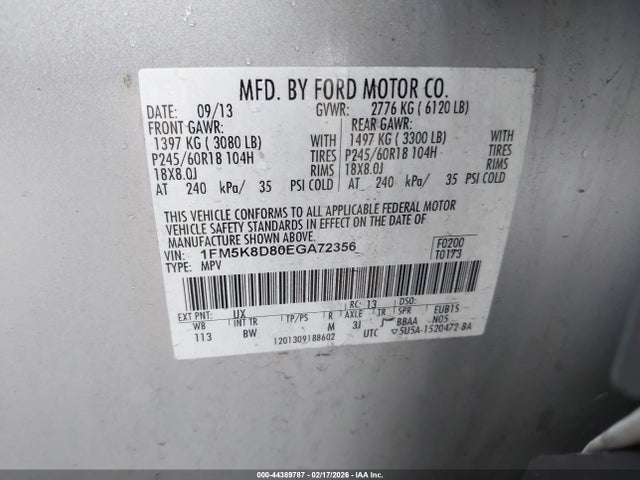 MFD. BY FORD MOTOR CO.
DATE: 09/13 GVWR: 2776 KG ( 6120 LB)
FRONT GAWR: REAR GAWR:
1397 KG ( 3080 LB) WITH 1497 KG ( 3300 LB) WITH
P245/60R18 104H TIRES P245/60R18 104H TIRES
18X8.0J RIMS 18X8.0J RIMS
AT 240 kPa/ 35 PSI COLD AT 240 kPa/ 35 PSI COLD
THIS VEHICLE CONFORMS TO ALL APPLICABLE FEDERAL MOTOR
VEHICLE SAFETY STANDARDS IN EFFECT ON THE DATE OF
MANUFACTURE SHOWN ABOVE.
VIN: 1FM5K8D80EGA72356 F0200
TYPE: MPV T0173
RC: 13 DSO:
EXT PNT: UX
WB INT TR TP/PS R AXLE TR SPR EUB15
113 BW M 3J BBAA N05
1201309188602 UTC ▽5U5A-1520472-BA
000-44389787 - 02/17/2026 - IAA Inc.